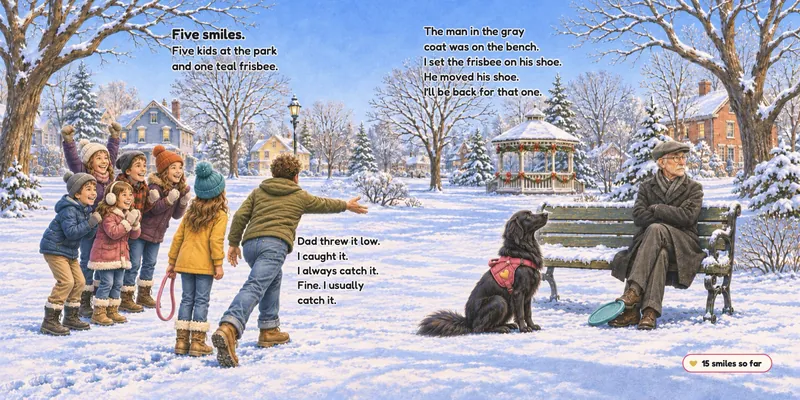 Five smiles.
Five kids at the park
and one teal frisbee.
Dad threw it low.
I caught it.
I always catch it.
Fine. I usually
catch it.
The man in the gray
coat was on the bench.
I set the frisbee on his shoe.
He moved his shoe.
I'll be back for that one.
15 smiles so far